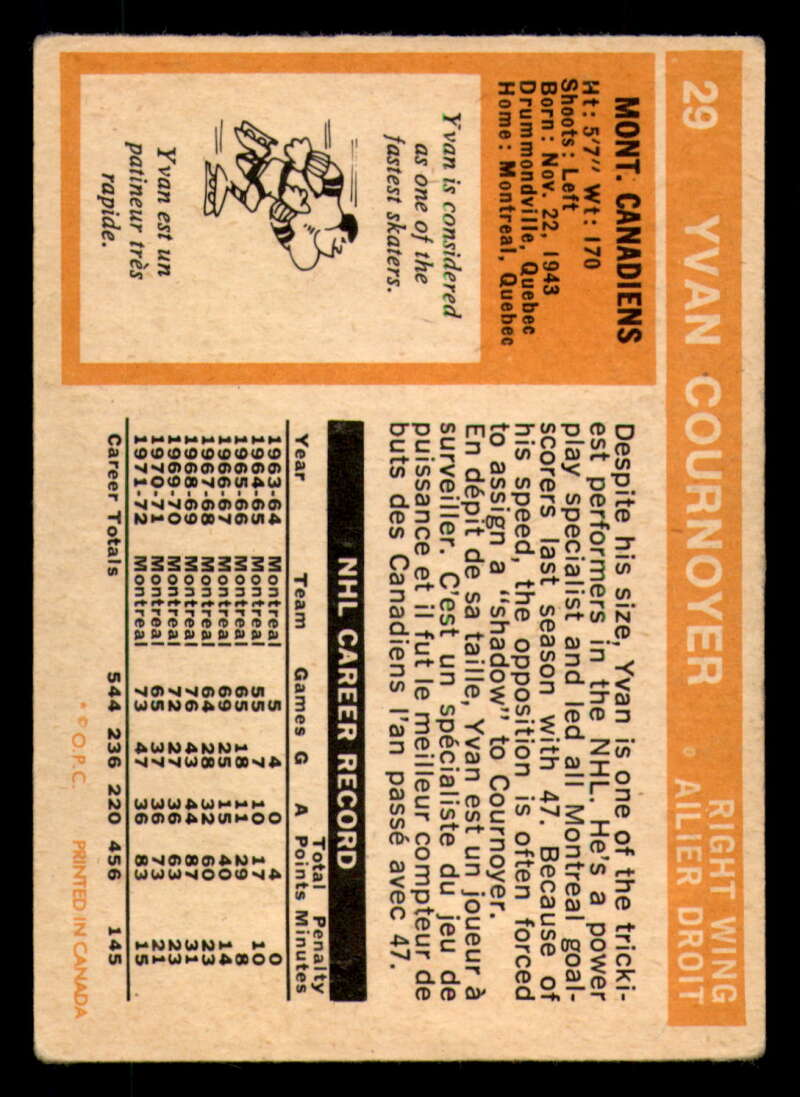 29 YVAN COURNOYER ° RIGHT WING
AILIER DROIT
MONT. CANADIENS
Ht: 5'7" Wt: 170
Shoots: Left
Born: Nov. 22, 1943
Drummondville, Quebec
Home: Montreal, Quebec
Yvan is considered
as one of the
fastest skaters.
Yvan est un
patineur très
rapide.
Despite his size, Yvan is one of the tricki-
est performers in the NHL. He's a power
play specialist and led all Montreal goal-
scorers last season with 47. Because of
his speed, the opposition is often forced
to assign a "shadow" to Cournoyer.
En dépit de sa taille, Yvan est un joueur à
surveiller. C'est un spécialiste du jeu de
puissance et il fut le meilleur compteur de
buts des Canadiens l'an passé avec 47.
NHL CAREER RECORD
Year Team Games G A Total Points Penalty Minutes
1963-64 Montreal 5 4 0 4 0
1964-65 Montreal 55 7 10 17 10
1965-66 Montreal 65 18 11 29 8
1966-67 Montreal 69 25 15 40 14
1967-68 Montreal 64 28 32 60 23
1968-69 Montreal 76 43 44 87 31
1969-70 Montreal 72 27 36 63 23
1970-71 Montreal 65 37 36 73 21
1971-72 Montreal 73 47 36 83 15
Career Totals 544 236 220 456 145
* © O.P.C. PRINTED IN CANADA